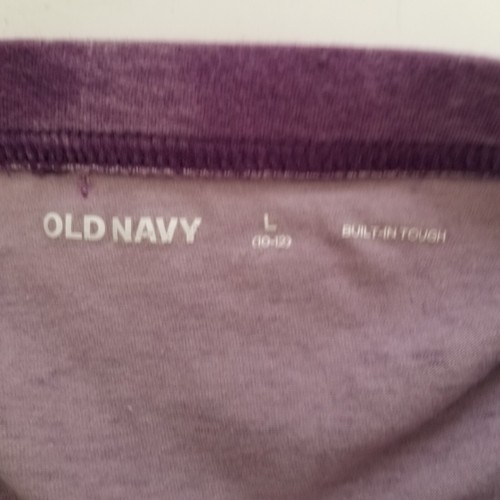 OLD NAVY
L
(10-12)
BUILT-IN TOUGH